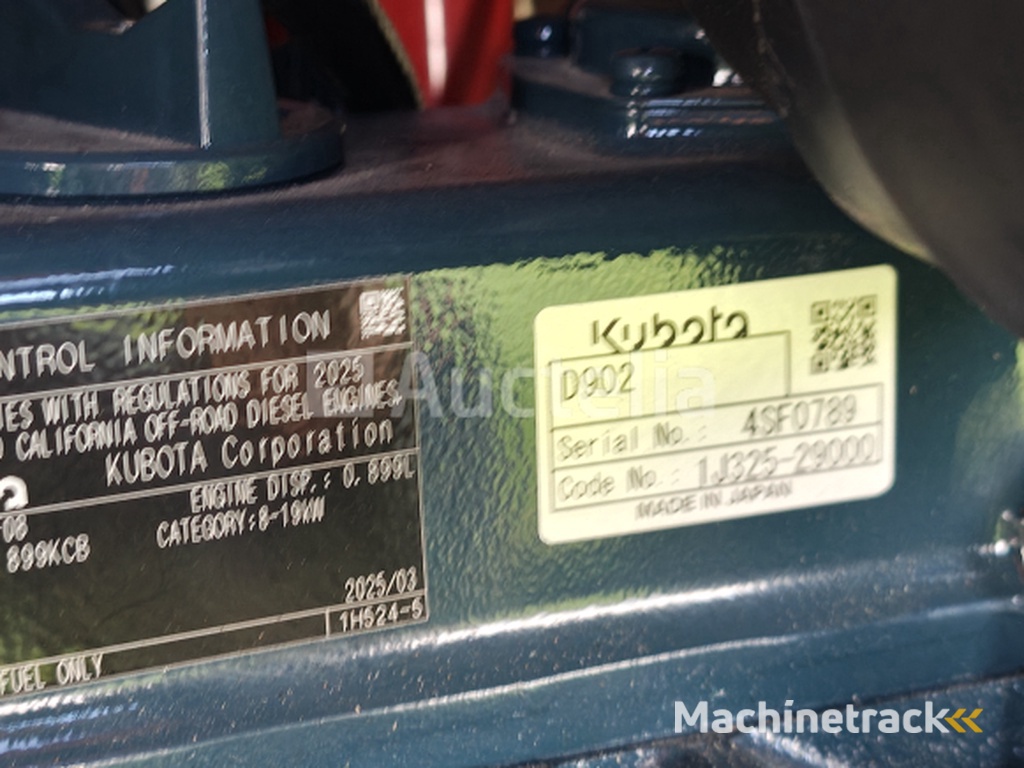 NTROL INFORMATION
IES WITH REGULATIONS FOR 2025
CALIFORNIA OFF-ROAD DIESEL ENGINES.
KUBOTA Corporation
ENGINE DISP.: 0.899L
08
CATEGORY:8-19kW
899KCB
2025/03
1H524-5
FUEL ONLY
Kubota
D902
Serial No.: 4SF0789
Code No.: 1J325-29000
MADE IN JAPAN
Auctelia
Machinetrack